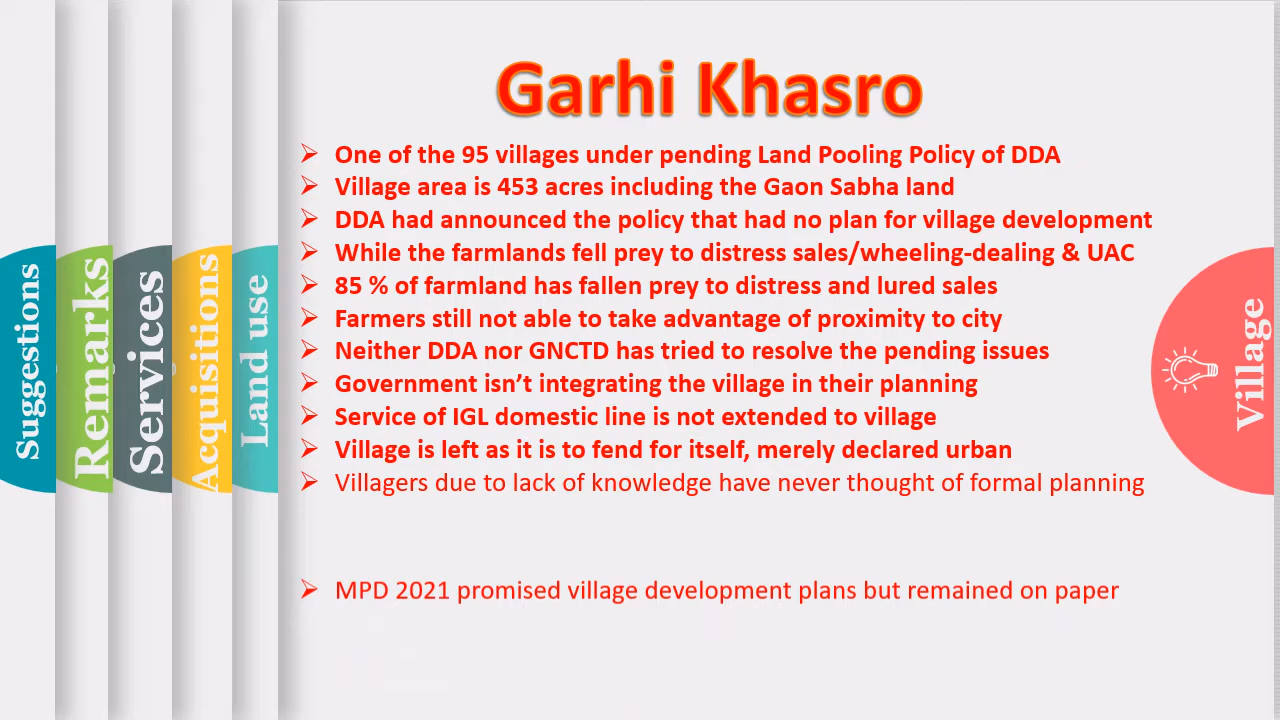 Garhi Khasro
One of the 95 villages under pending Land Pooling Policy of DDA
Village area is 453 acres including the Gaon Sabha land
DDA had announced the policy that had no plan for village development
While the farmlands fell prey to distress sales/wheeling-dealing & UAC
85 % of farmland has fallen prey to distress and lured sales
Farmers still not able to take advantage of proximity to city
Neither DDA nor GNCTD has tried to resolve the pending issues
Government isn’t integrating the village in their planning
Service of IGL domestic line is not extended to village
Village is left as it is to fend for itself, merely declared urban
Villagers due to lack of knowledge have never thought of formal planning
MPD 2021 promised village development plans but remained on paper
Suggestions
Remarks
Services
Acquisitions
Land use
Village